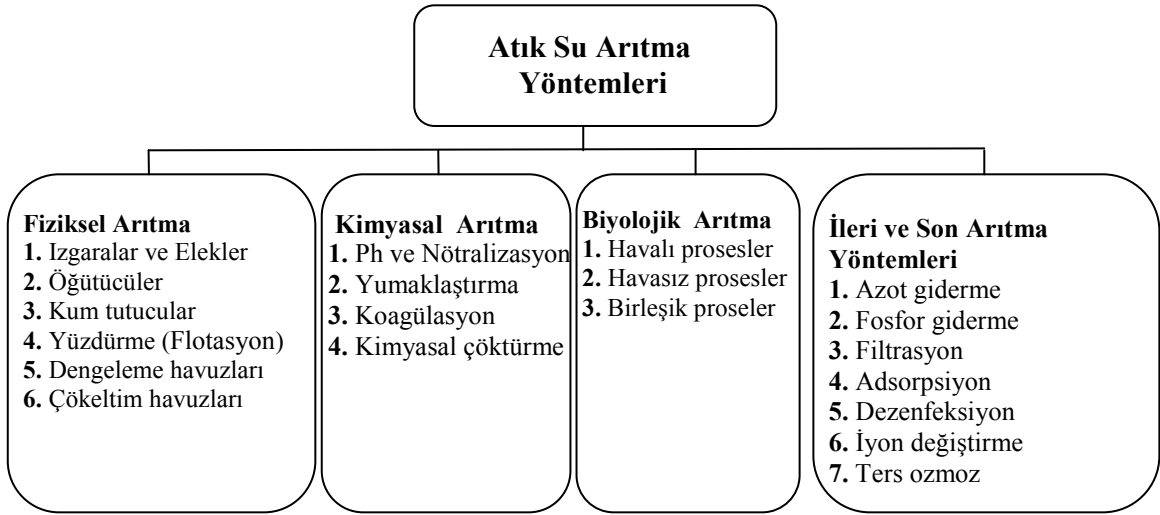 Atık Su Arıtma
Yöntemleri
Fiziksel Arıtma
1. Izgaralar ve Elekler
2. Öğütücüler
3. Kum tutucular
4. Yüzdürme (Flotasyon)
5. Dengeleme havuzları
6. Çökeltim havuzları
Kimyasal Arıtma
1. Ph ve Nötralizasyon
2. Yumaklaştırma
3. Koagülasyon
4. Kimyasal çöktürme
Biyolojik Arıtma
1. Havalı prosesler
2. Havasız prosesler
3. Birleşik proseler
İleri ve Son Arıtma
Yöntemleri
1. Azot giderme
2. Fosfor giderme
3. Filtrasyon
4. Adsorpsiyon
5. Dezenfeksiyon
6. İyon değiştirme
7. Ters ozmoz